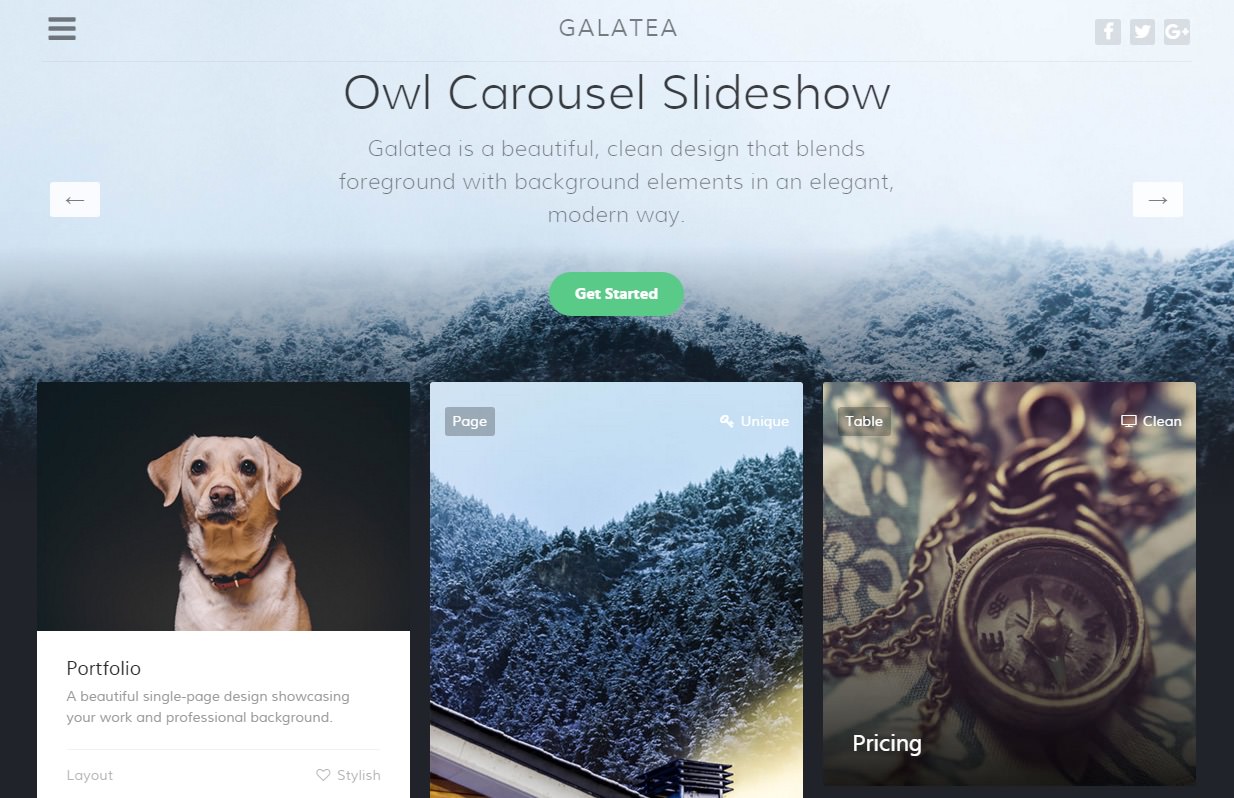 GALATEA
Owl Carousel Slideshow
Galatea is a beautiful, clean design that blends
foreground with background elements in an elegant,
modern way.
←
→
Get Started
Portfolio
A beautiful single-page design showcasing
your work and professional background.
Layout
Stylish
Page
Unique
Table
Clean
SE
SW
E
W
Pricing